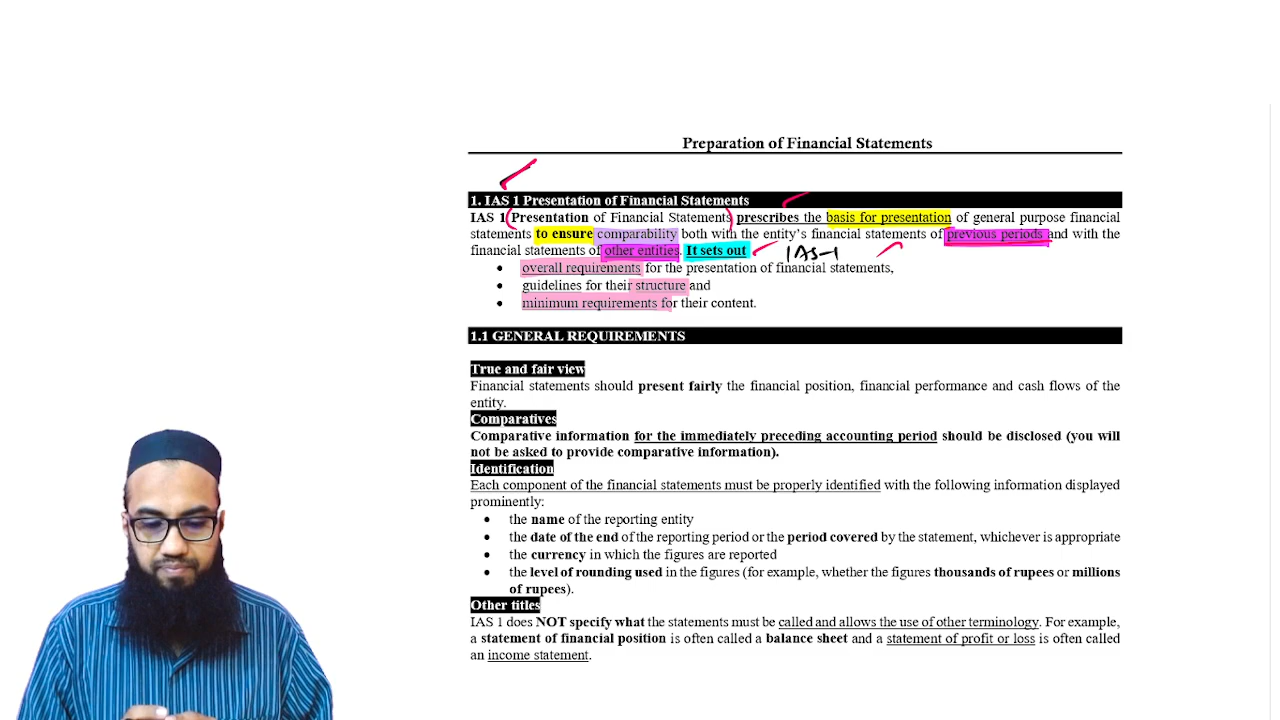 Preparation of Financial Statements
1. IAS 1 Presentation of Financial Statements
IAS 1 (Presentation of Financial Statements) prescribes the basis for presentation of general purpose financial
statements to ensure comparability both with the entity's financial statements of previous periods and with the
financial statements of other entities. It sets out
IAS-1
• overall requirements for the presentation of financial statements,
• guidelines for their structure and
• minimum requirements for their content.
1.1 GENERAL REQUIREMENTS
True and fair view
Financial statements should present fairly the financial position, financial performance and cash flows of the
entity.
Comparatives
Comparative information for the immediately preceding accounting period should be disclosed (you will
not be asked to provide comparative information).
Identification
Each component of the financial statements must be properly identified with the following information displayed
prominently:
• the name of the reporting entity
• the date of the end of the reporting period or the period covered by the statement, whichever is appropriate
• the currency in which the figures are reported
• the level of rounding used in the figures (for example, whether the figures thousands of rupees or millions
of rupees).
Other titles
IAS 1 does NOT specify what the statements must be called and allows the use of other terminology. For example,
a statement of financial position is often called a balance sheet and a statement of profit or loss is often called
an income statement.